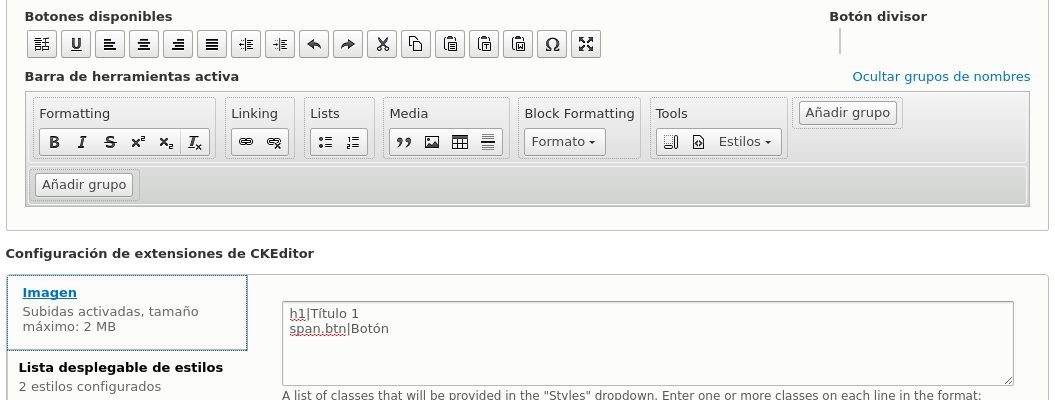 Botones disponibles
Botón divisor
Barra de herramientas activa
Ocultar grupos de nombres
Formatting
Linking
Lists
Media
Block Formatting
Tools
Añadir grupo
B I S x² x₂ Ix
Formato
Estilos
Añadir grupo
Configuración de extensiones de CKEditor
Imagen
Subidas activadas, tamaño
máximo: 2 MB
Lista desplegable de estilos
2 estilos configurados
h1|Título 1
span.btn|Botón
A list of classes that will be provided in the "Styles" dropdown. Enter one or more classes on each line in the format: